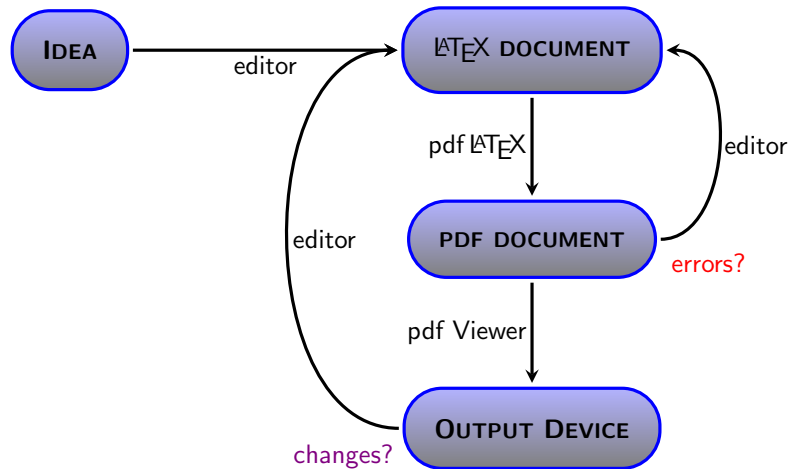 IDEA
LATEX DOCUMENT
editor
pdf LATEX
editor
editor
PDF DOCUMENT
errors?
pdf Viewer
OUTPUT DEVICE
changes?